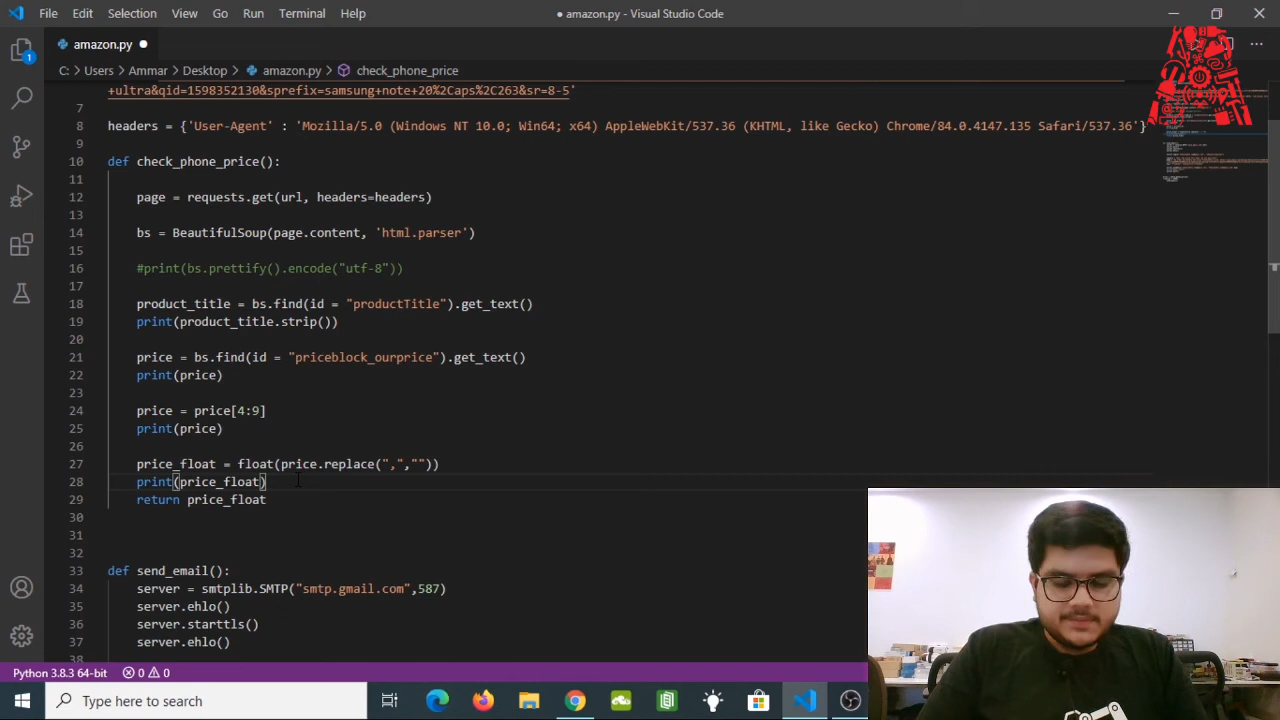 File Edit Selection View Go Run Terminal Help ● amazon.py - Visual Studio Code
amazon.py
C: > Users > Ammar > Desktop > amazon.py > check_phone_price
+ultra&qid=1598352130&sprefix=samsung+note+20%2Caps%2C263&sr=8-5'
7
8 headers = {'User-Agent' : 'Mozilla/5.0 (Windows NT 10.0; Win64; x64) AppleWebKit/537.36 (KHTML, like Gecko) Chrome/84.0.4147.135 Safari/537.36'}
9
10 def check_phone_price():
11
12 page = requests.get(url, headers=headers)
13
14 bs = BeautifulSoup(page.content, 'html.parser')
15
16 #print(bs.prettify().encode("utf-8"))
17
18 product_title = bs.find(id = "productTitle").get_text()
19 print(product_title.strip())
20
21 price = bs.find(id = "priceblock_ourprice").get_text()
22 print(price)
23
24 price = price[4:9]
25 print(price)
26
27 price_float = float(price.replace(",",""))
28 print(price_float)
29 return price_float
30
31
32
33 def send_email():
34 server = smtplib.SMTP("smtp.gmail.com",587)
35 server.ehlo()
36 server.starttls()
37 server.ehlo()
38
Python 3.8.3 64-bit 0 0
Type here to search